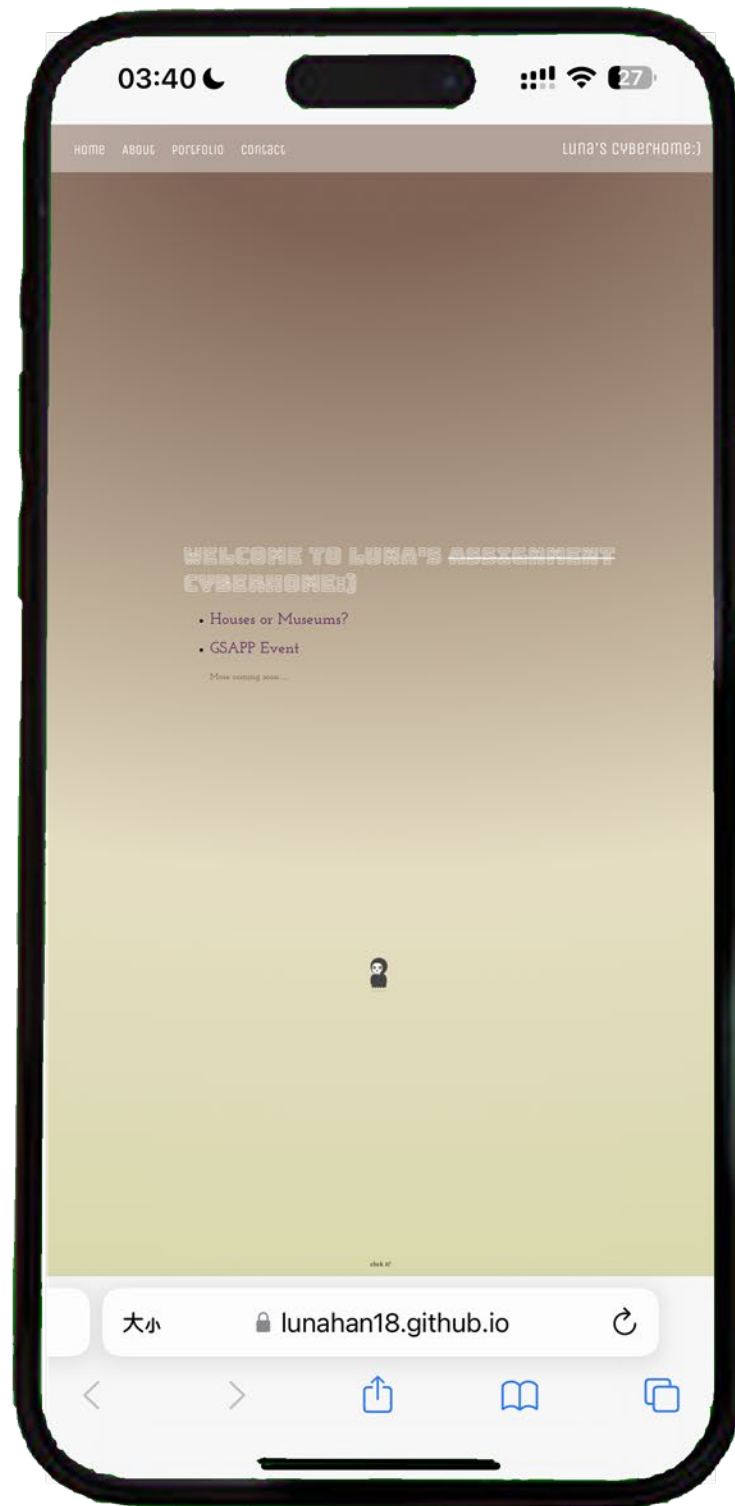 03:40
27
Home About Portfolio Contact
Luna's Cyberhome:)
WELCOME TO LUNA'S ASSIGNMENT
CYBERHOME:)
• Houses or Museums?
• GSAPP Event
More coming soon....
click it!
大小 lunahan18.github.io